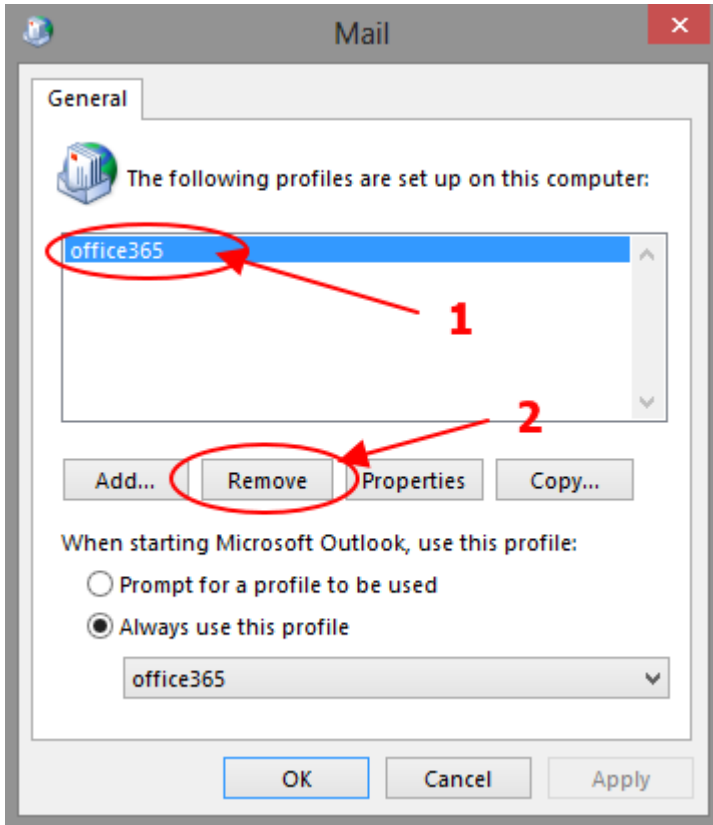 Mail
General
The following profiles are set up on this computer:
office365
1
2
Add... Remove Properties Copy...
When starting Microsoft Outlook, use this profile:
Prompt for a profile to be used
Always use this profile
office365
OK Cancel Apply